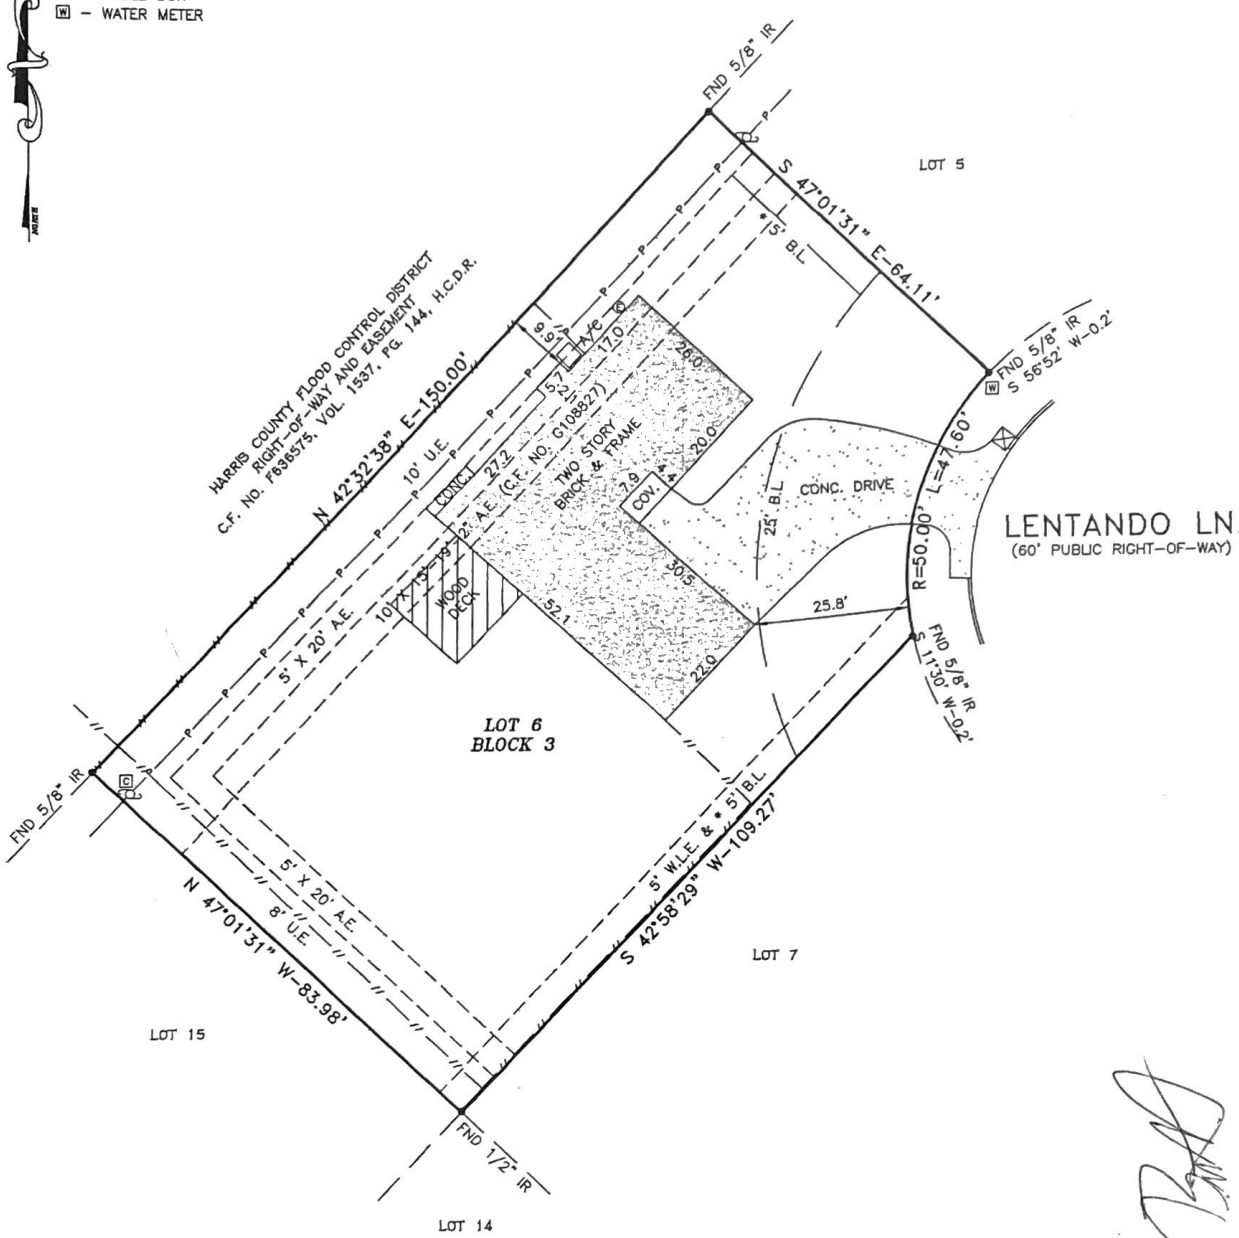 W - WATER METER
NORTH
FND 5/8" IR
LOT 5
S 47°01'31" E-64.11'
* 5' B.L.
HARRIS COUNTY FLOOD CONTROL DISTRICT
RIGHT-OF-WAY AND EASEMENT
C.F. NO. F636575, VOL. 1537, PG. 144, H.C.D.R.
N 42°32'38" E-150.00'
10' U.E.
9.9'
A/C
E
17.0
26.0
5.7
2.1
CONC.
27.2
(C.F. NO. G108827)
TWO STORY
BRICK & FRAME
20.0
7.9
4.4
COV.
FND 5/8" IR
S 56°52' W-0.2'
W
L=47.60'
R=50.00'
CONC. DRIVE
25' B.L.
LENTANDO LN.
(60' PUBLIC RIGHT-OF-WAY)
WOOD
DECK
30.5
52.1
25.8'
22.0
5' X 20' A.E.
FND 5/8" IR
S 11°30' W-0.2'
LOT 6
BLOCK 3
5' W.L.E. & * 5' B.L.
S 42°58'29" W-109.27'
C
FND 5/8" IR
5' X 20' A.E.
8' U.E.
N 47°01'31" W-83.98'
LOT 7
LOT 15
FND 1/2" IR
LOT 14